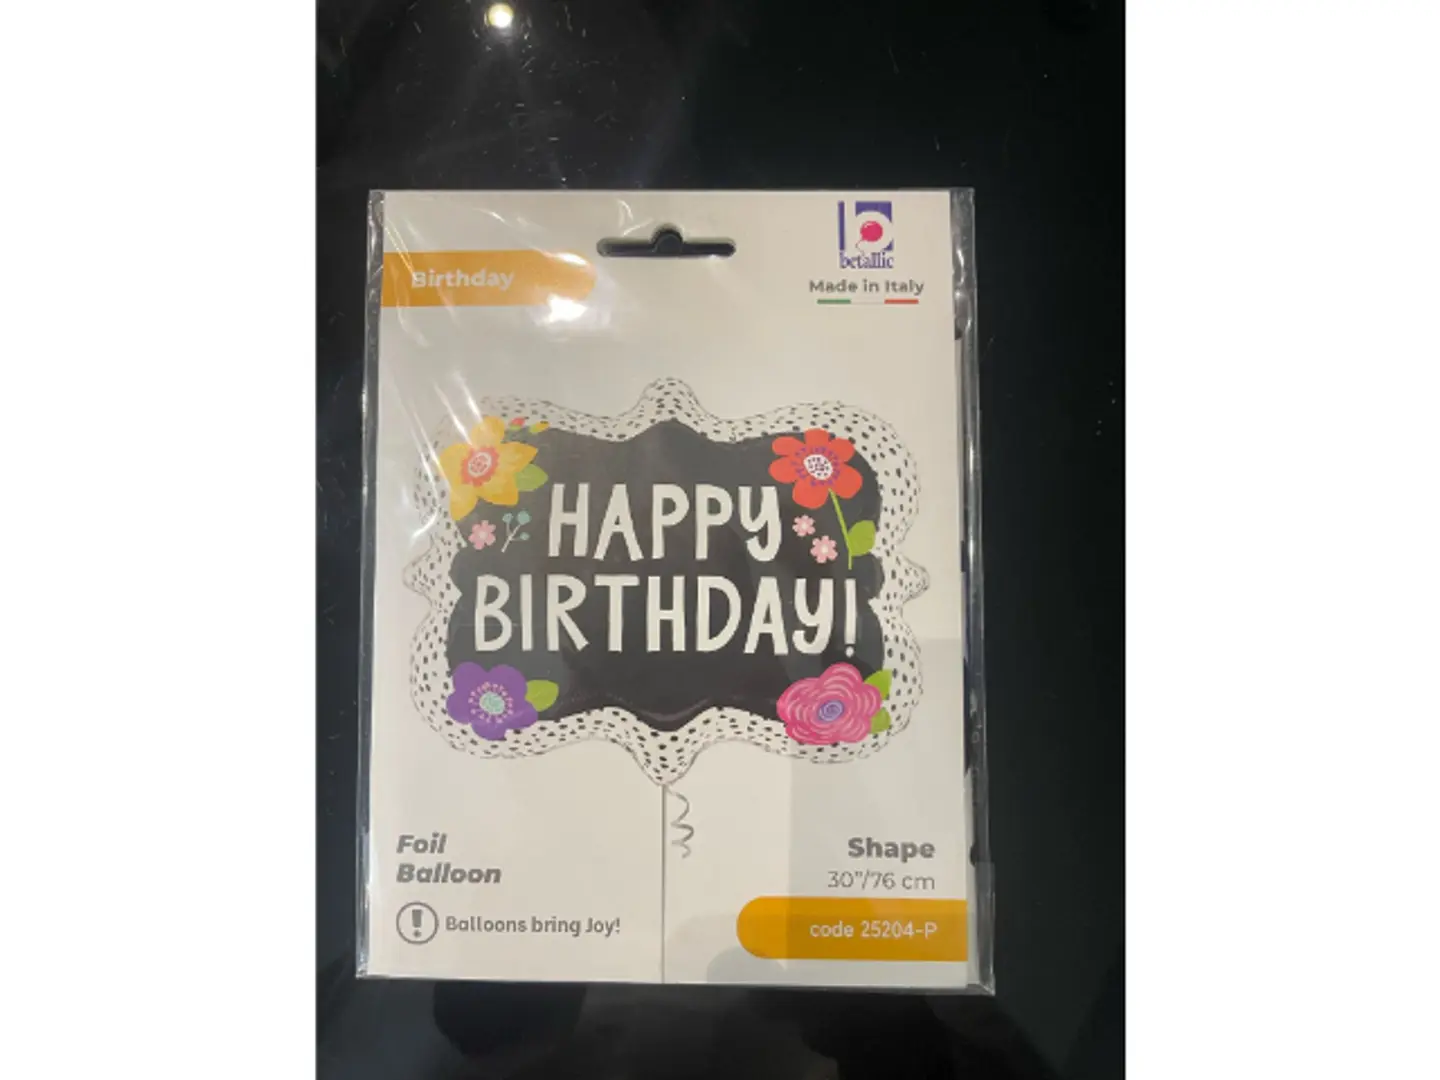 Birthday
betallic
Made in Italy
HAPPY
BIRTHDAY!
Foil
Balloon
Balloons bring Joy!
Shape
30"/76 cm
code 25204-P